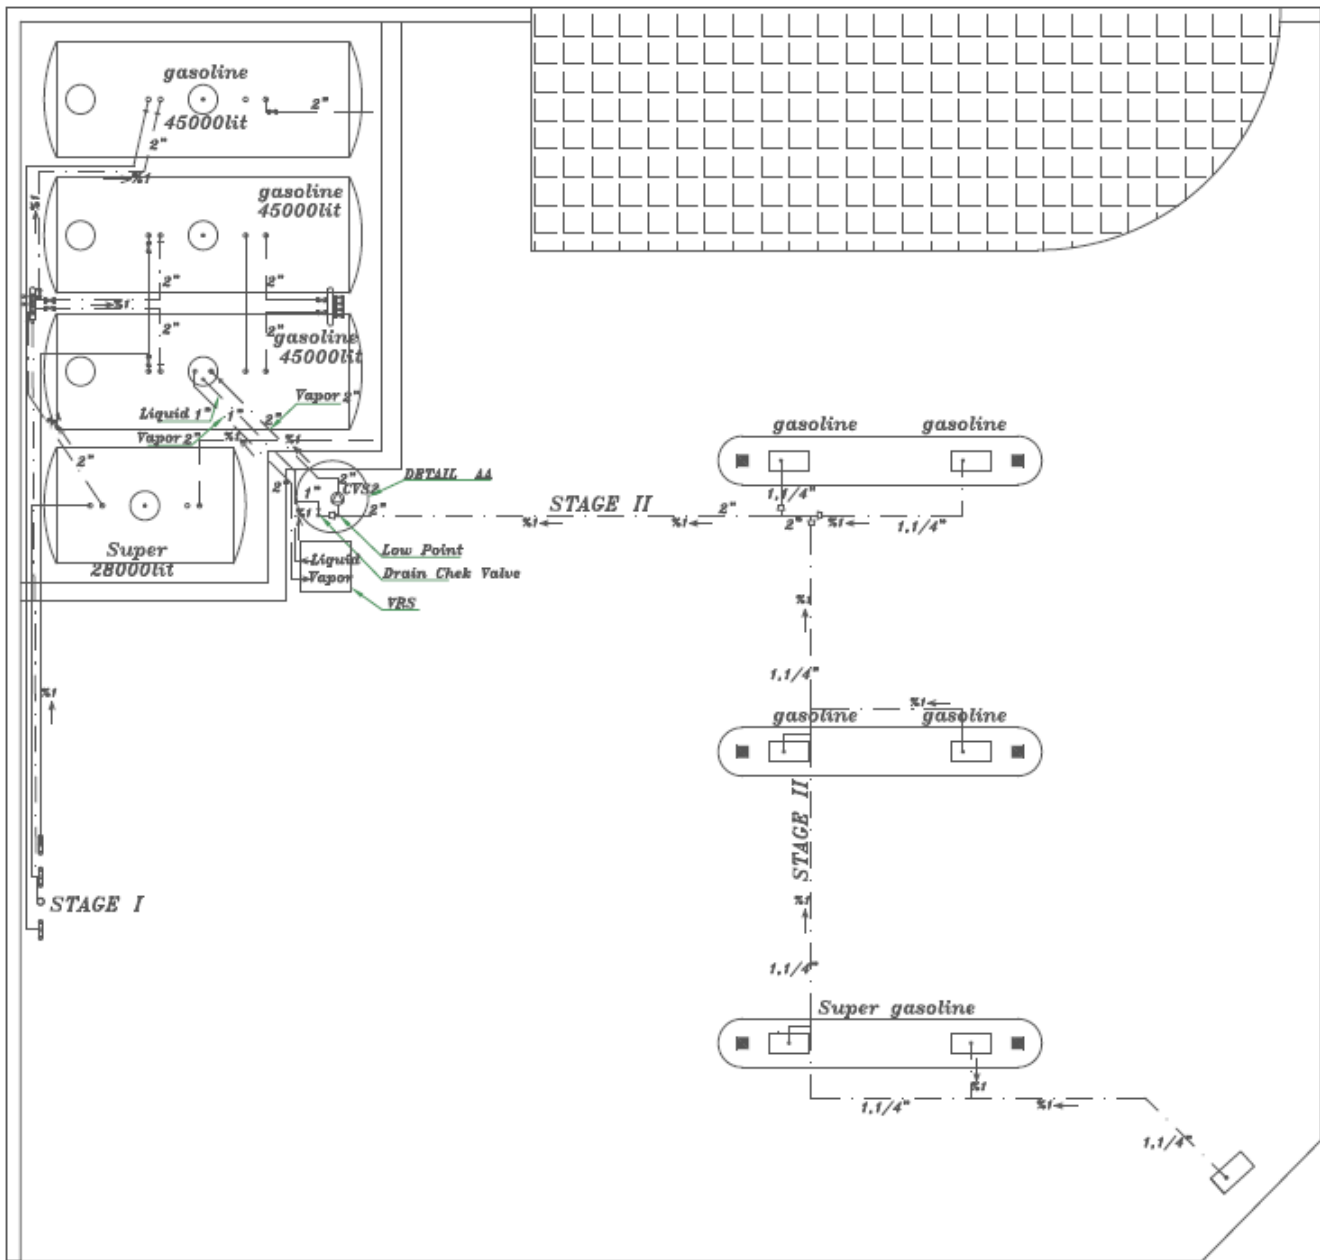 gasoline
2"
45000lit
2"
%1
%1
gasoline
45000lit
2"
2"
%1
2"
2"
gasoline
45000lit
Vapor 2"
Liquid 1"
1"
2"
Vapor 2"
%1
%1
2"
2"
2"
DETAIL AA
CVS2
1"
2"
%1
STAGE II
%1
%1
2"
2"
%1
1,1/4"
gasoline
gasoline
1,1/4"
Super
28000lit
Low Point
Liquid
Vapor
Drain Chek Valve
VRS
%1
1,1/4"
%1
%1
gasoline
gasoline
STAGE II
STAGE I
%1
1,1/4"
Super gasoline
%1
1,1/4"
%1
1,1/4"